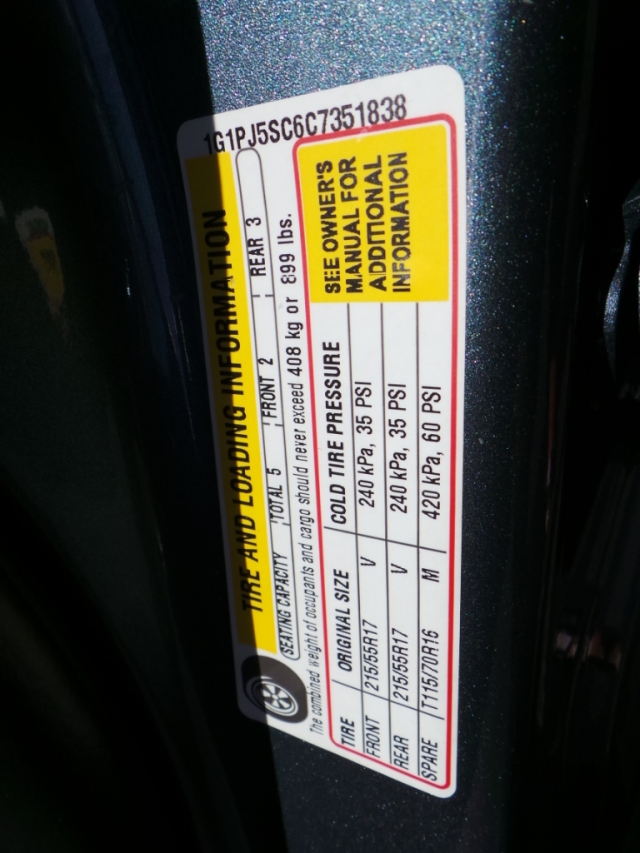 1G1PJ5SC6C7351838
TIRE AND LOADING INFORMATION
SEATING CAPACITY TOTAL 5 FRONT 2 REAR 3
The combined weight of occupants and cargo should never exceed 408 kg or 899 lbs.
TIRE ORIGINAL SIZE COLD TIRE PRESSURE
FRONT 215/55R17 V 240 kPa, 35 PSI
REAR 215/55R17 V 240 kPa, 35 PSI
SPARE T115/70R16 M 420 kPa, 60 PSI
SEE OWNER'S
MANUAL FOR
ADDITIONAL
INFORMATION